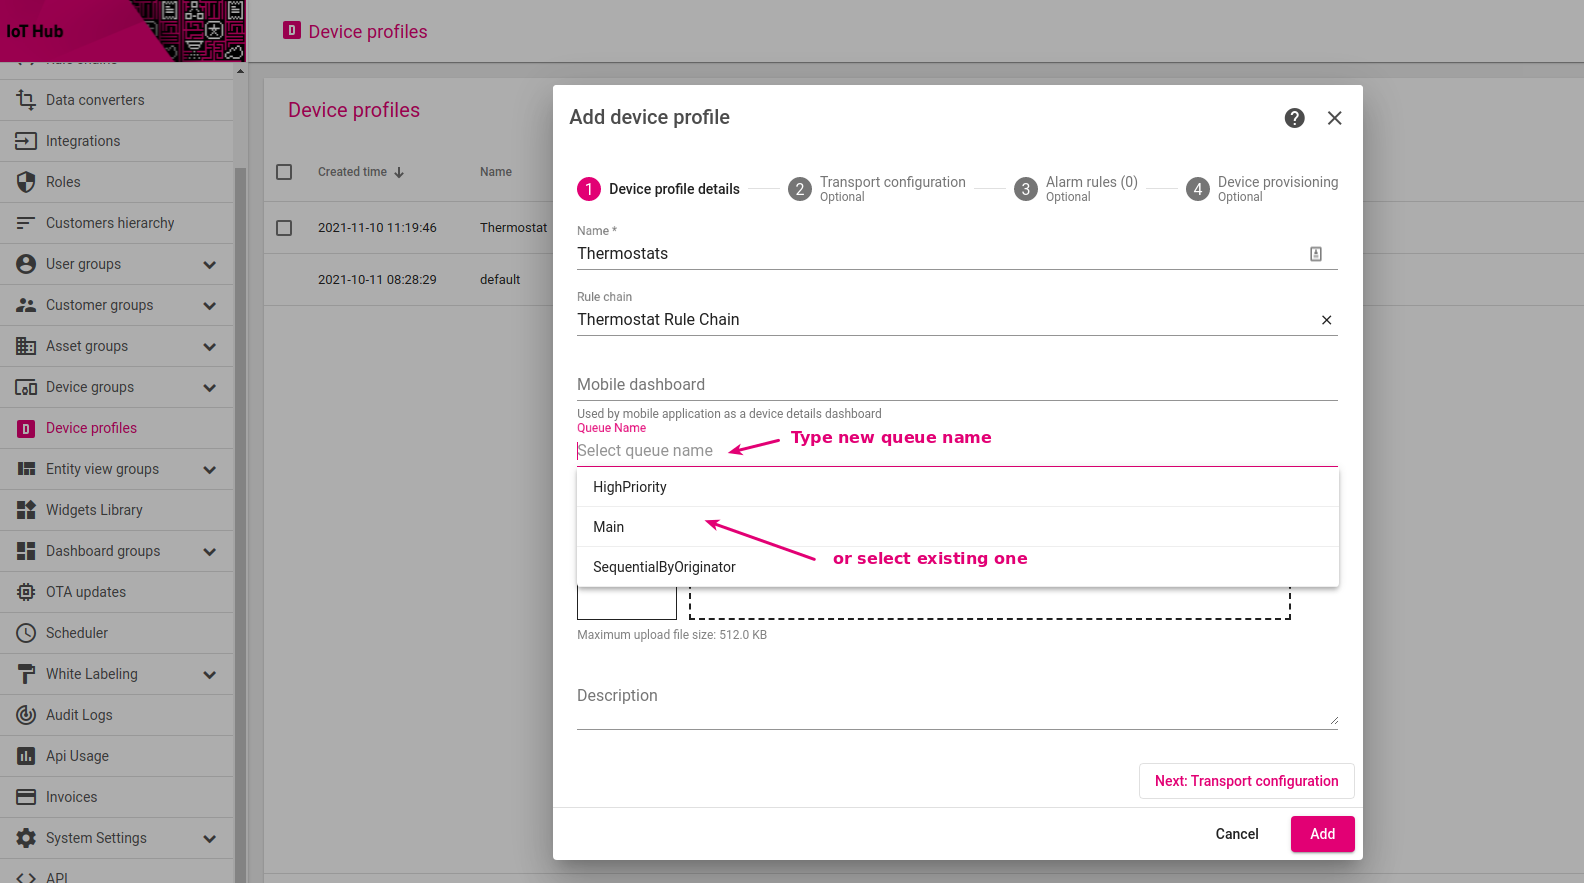 IoT Hub
D Device profiles
Data converters
Integrations
Roles
Customers hierarchy
User groups
Customer groups
Asset groups
Device groups
D Device profiles
Entity view groups
Widgets Library
Dashboard groups
OTA updates
Scheduler
White Labeling
Audit Logs
Api Usage
Invoices
System Settings
API
Device profiles
Created time Name
2021-11-10 11:19:46 Thermostat
2021-10-11 08:28:29 default
Add device profile
1 Device profile details
2 Transport configuration
Optional
3 Alarm rules (0)
Optional
4 Device provisioning
Optional
Name *
Thermostats
Rule chain
Thermostat Rule Chain
Mobile dashboard
Used by mobile application as a device details dashboard
Queue Name
Select queue name
Type new queue name
HighPriority
Main
or select existing one
SequentialByOriginator
Maximum upload file size: 512.0 KB
Description
Next: Transport configuration
Cancel
Add